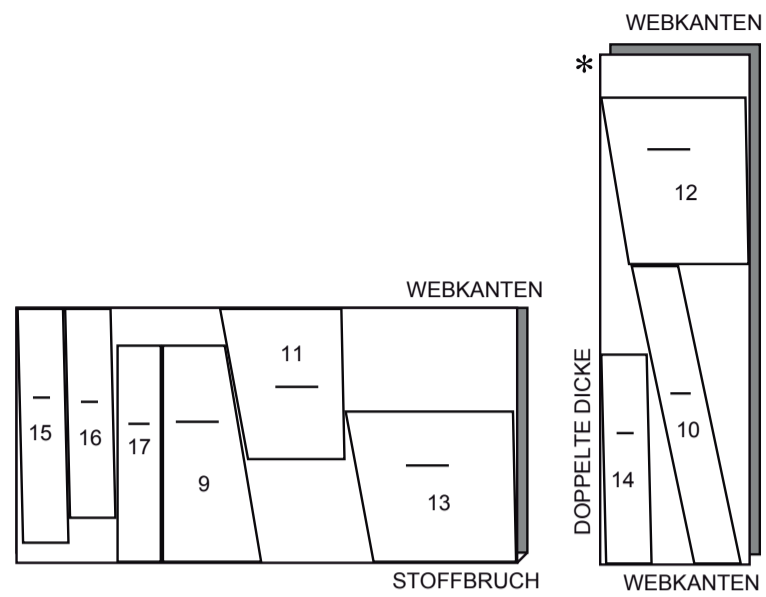 WEBKANTEN
*
12
WEBKANTEN
11
DOPPELTE DICKE
15
16
17
10
9
14
13
STOFFBRUCH
WEBKANTEN